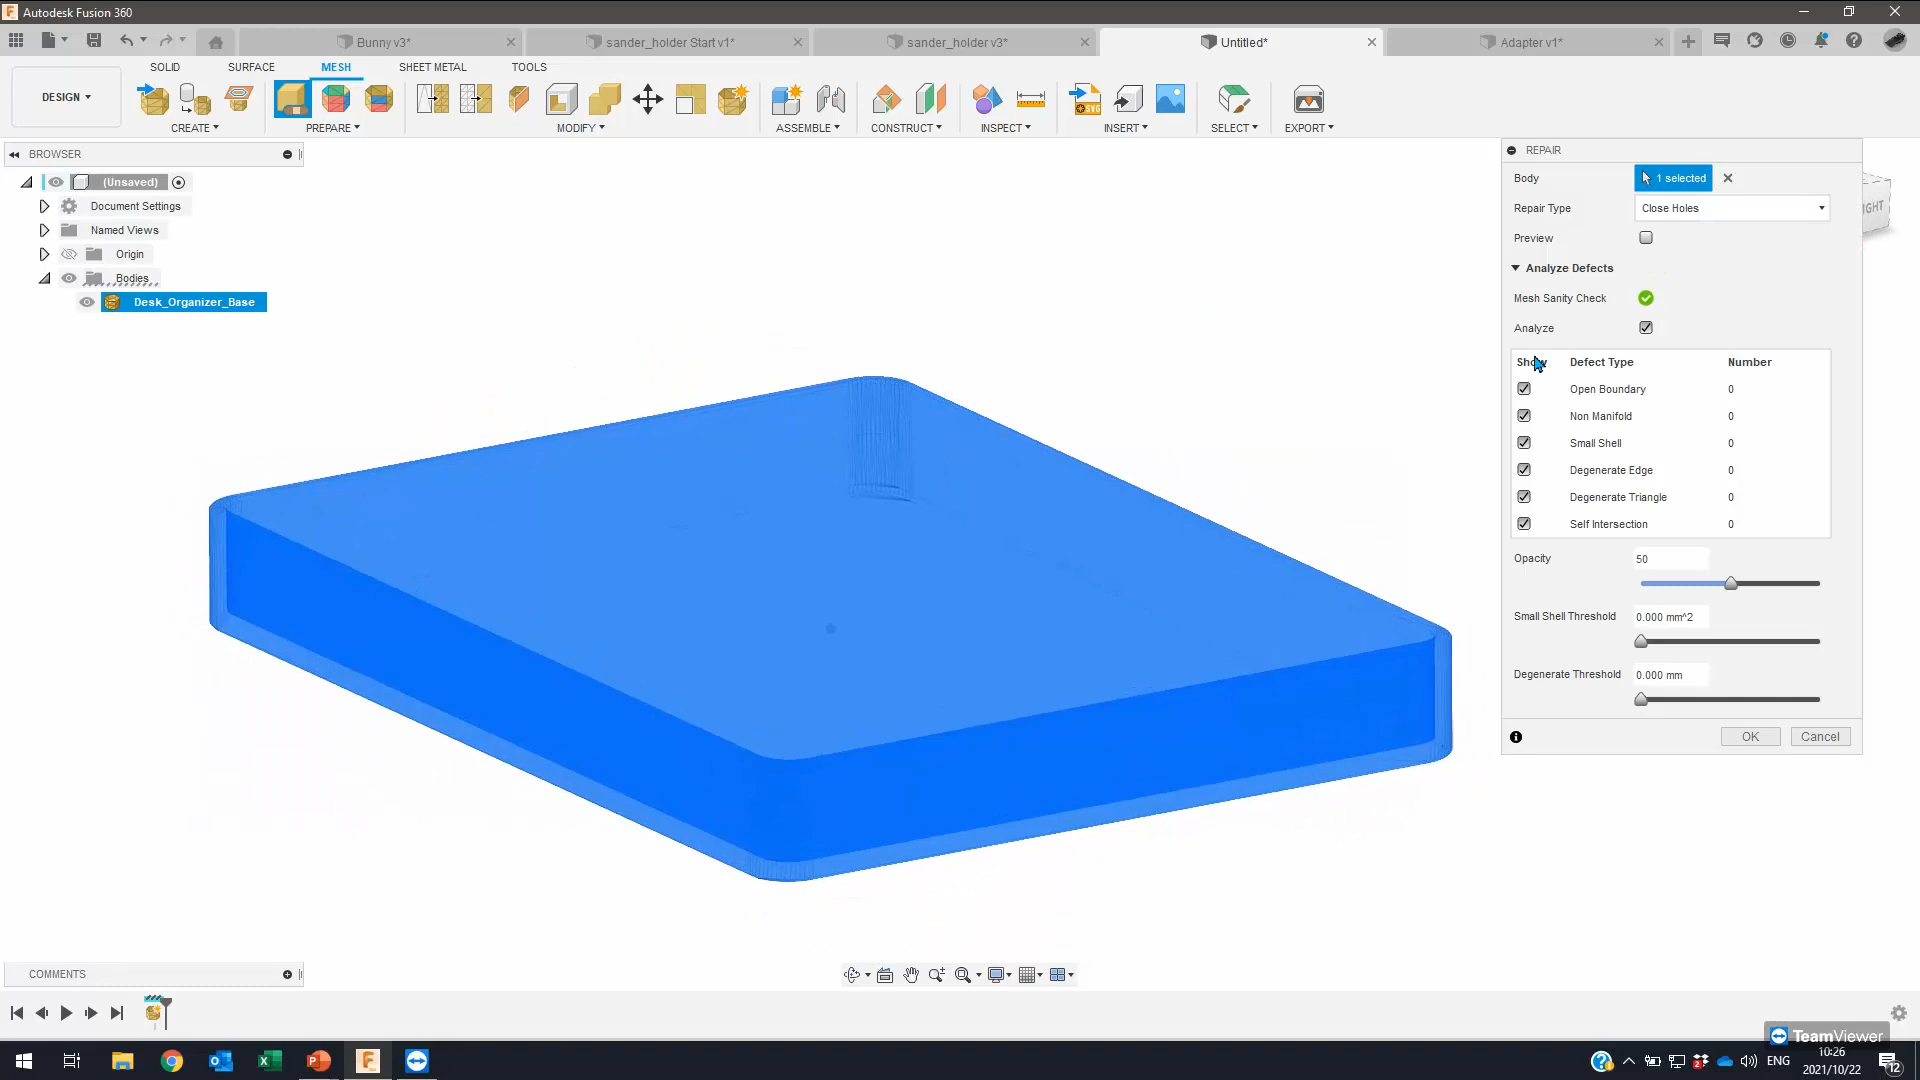 Autodesk Fusion 360
Bunny v3*
sander_holder Start v1*
sander_holder v3*
Untitled*
Adapter v1*
SOLID
SURFACE
MESH
SHEET METAL
TOOLS
DESIGN
CREATE
PREPARE
MODIFY
ASSEMBLE
CONSTRUCT
INSPECT
INSERT
SELECT
EXPORT
BROWSER
(Unsaved)
Document Settings
Named Views
Origin
Bodies
Desk_Organizer_Base
REPAIR
Body
1 selected
Repair Type
Close Holes
Preview
Analyze Defects
Mesh Sanity Check
Analyze
Show Defect Type Number
Open Boundary 0
Non Manifold 0
Small Shell 0
Degenerate Edge 0
Degenerate Triangle 0
Self Intersection 0
Opacity 50
Small Shell Threshold 0.000 mm^2
Degenerate Threshold 0.000 mm
OK Cancel
COMMENTS
TeamViewer
ENG
10:26
2021/10/22
12